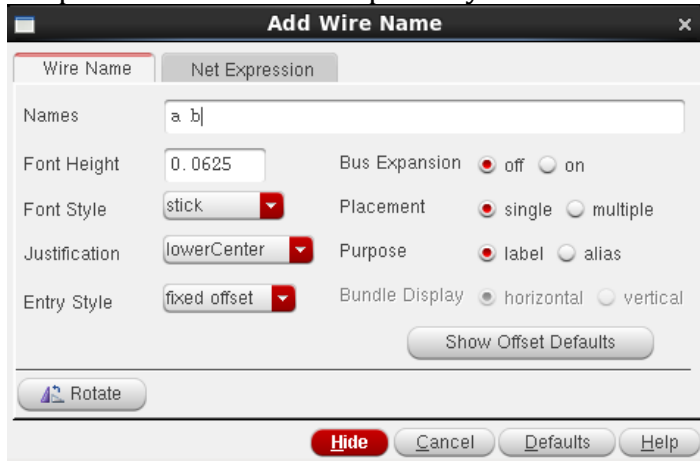 Add Wire Name
Wire Name Net Expression
Names a b
Font Height 0.0625 Bus Expansion off on
Font Style stick Placement single multiple
Justification lowerCenter Purpose label alias
Entry Style fixed offset Bundle Display horizontal vertical
Show Offset Defaults
Rotate
Hide Cancel Defaults Help